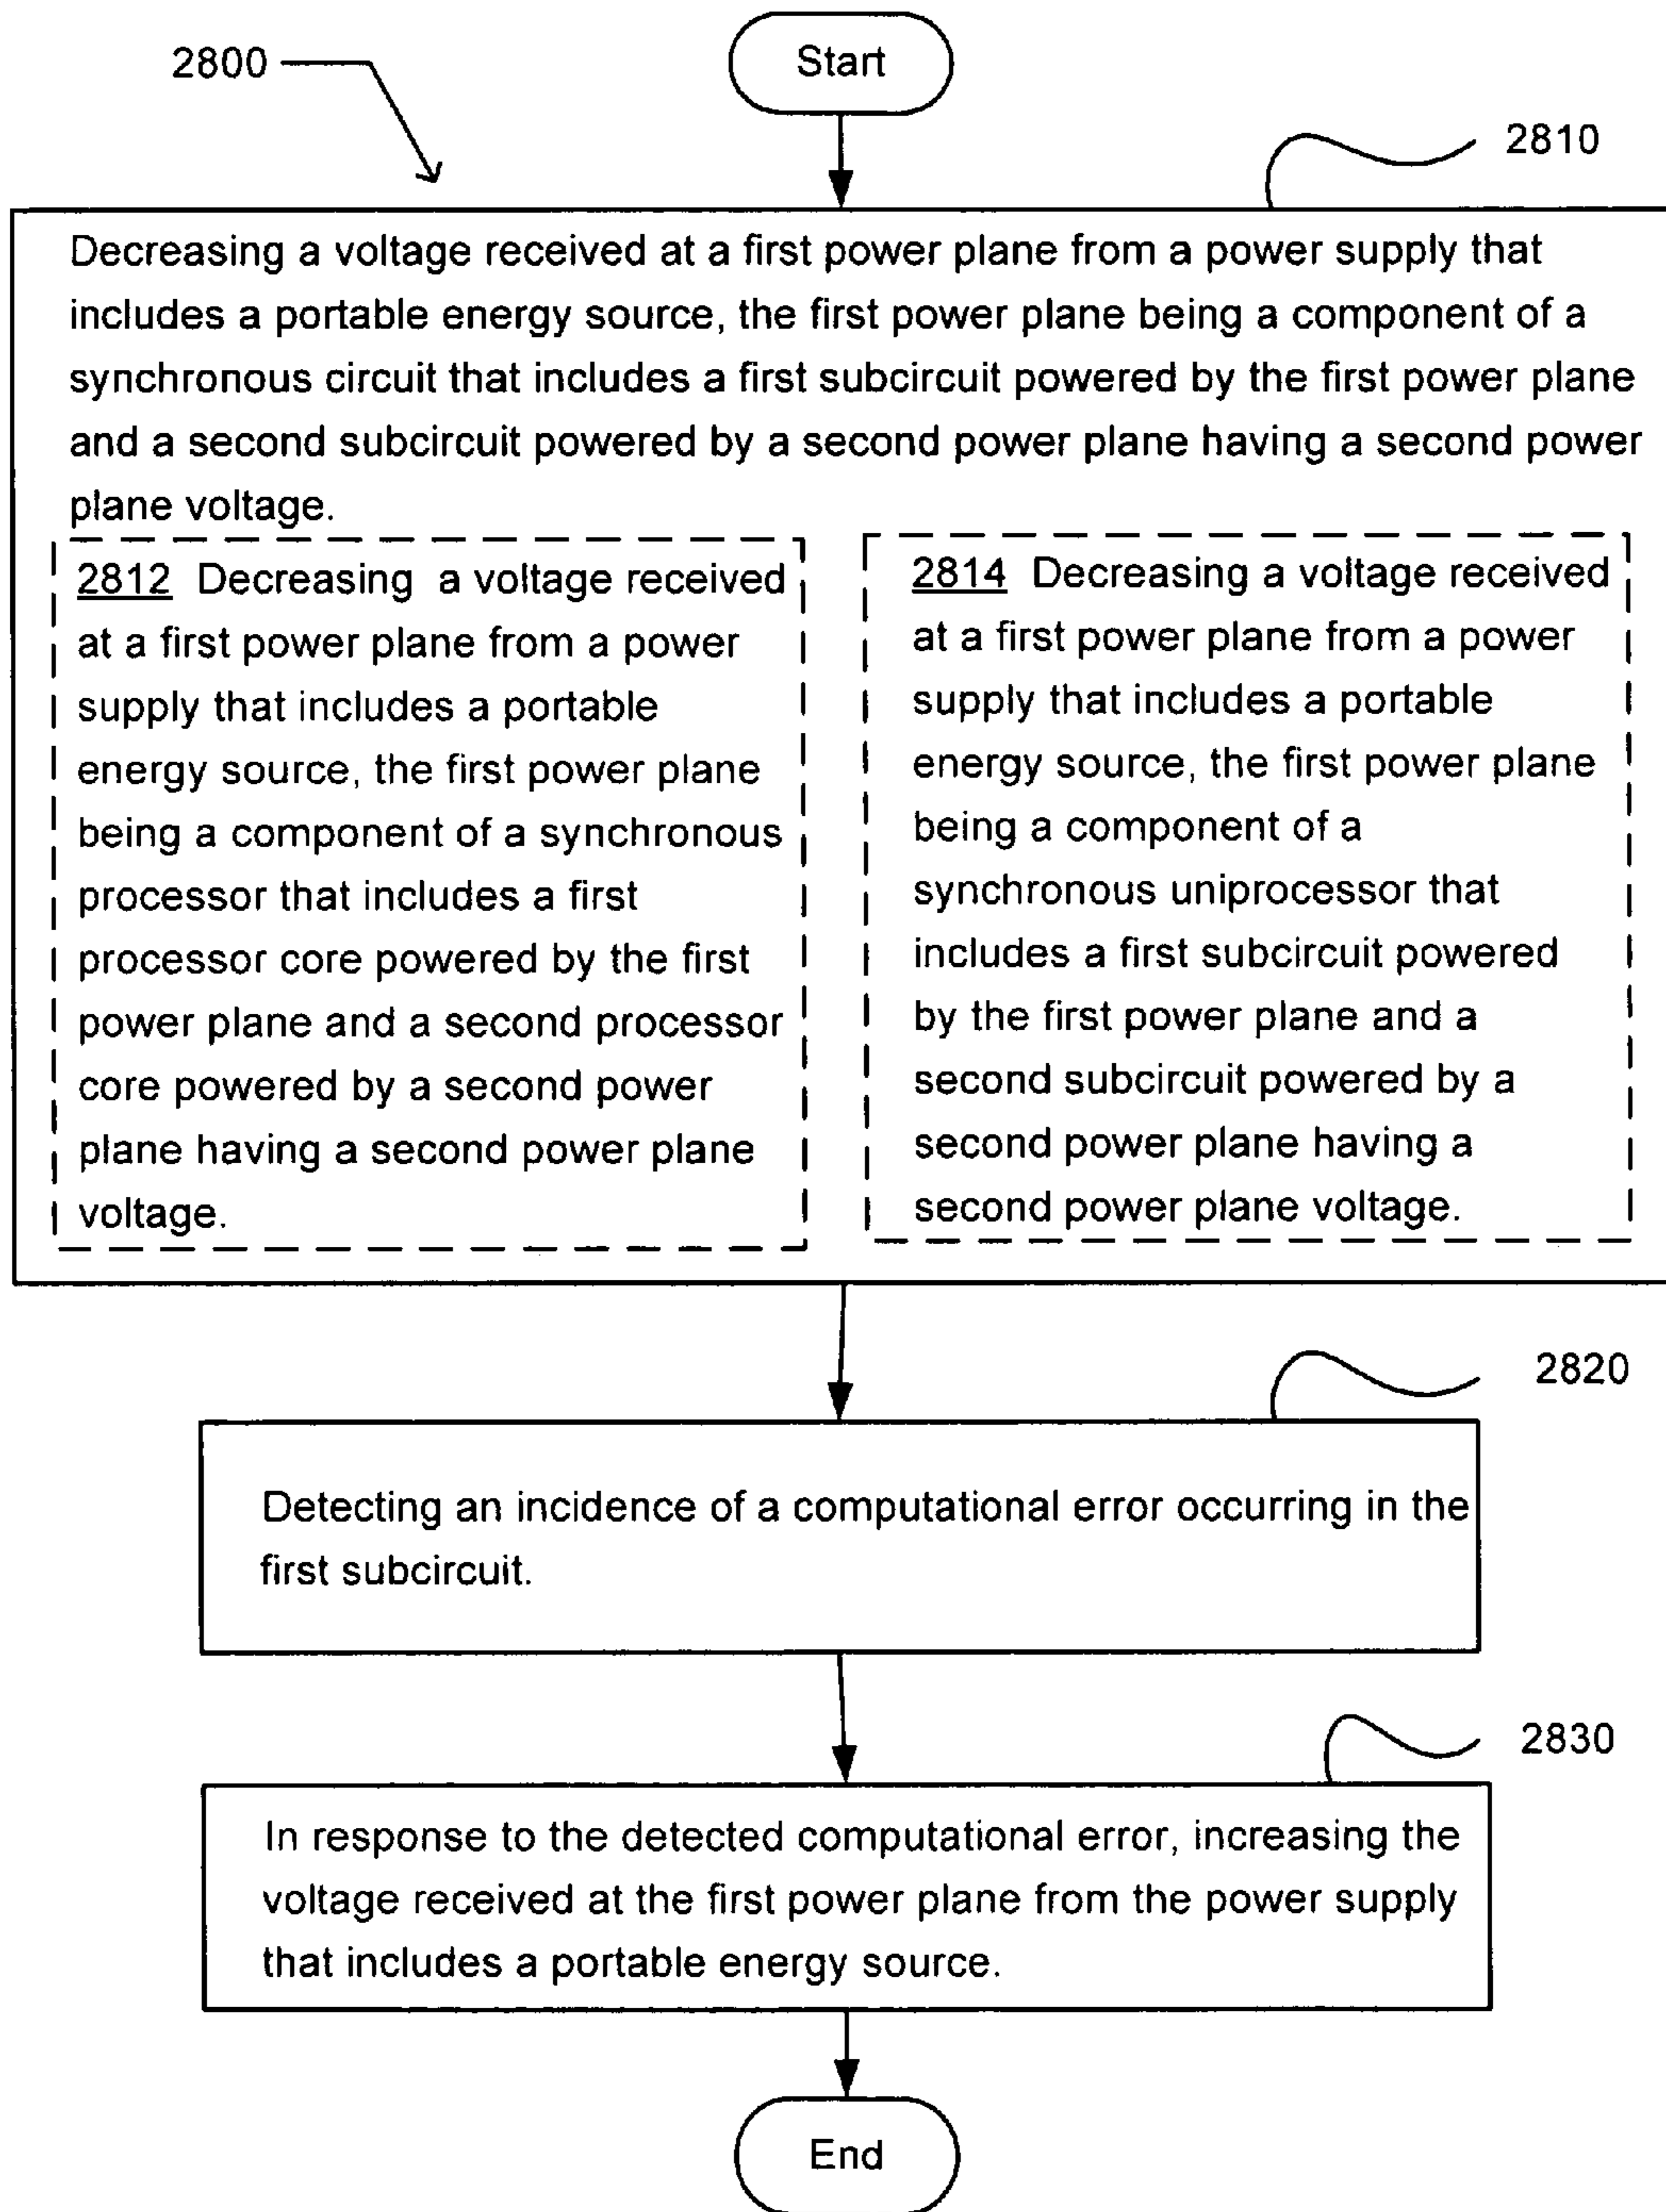 Start
2800
2810
Decreasing a voltage received at a first power plane from a power supply that
includes a portable energy source, the first power plane being a component of a
synchronous circuit that includes a first subcircuit powered by the first power plane
and a second subcircuit powered by a second power plane having a second power
plane voltage.
2812 Decreasing a voltage received
at a first power plane from a power
supply that includes a portable
energy source, the first power plane
being a component of a synchronous
processor that includes a first
processor core powered by the first
power plane and a second processor
core powered by a second power
plane having a second power plane
voltage.
2814 Decreasing a voltage received
at a first power plane from a power
supply that includes a portable
energy source, the first power plane
being a component of a
synchronous uniprocessor that
includes a first subcircuit powered
by the first power plane and a
second subcircuit powered by a
second power plane having a
second power plane voltage.
2820
Detecting an incidence of a computational error occurring in the
first subcircuit.
2830
In response to the detected computational error, increasing the
voltage received at the first power plane from the power supply
that includes a portable energy source.
End